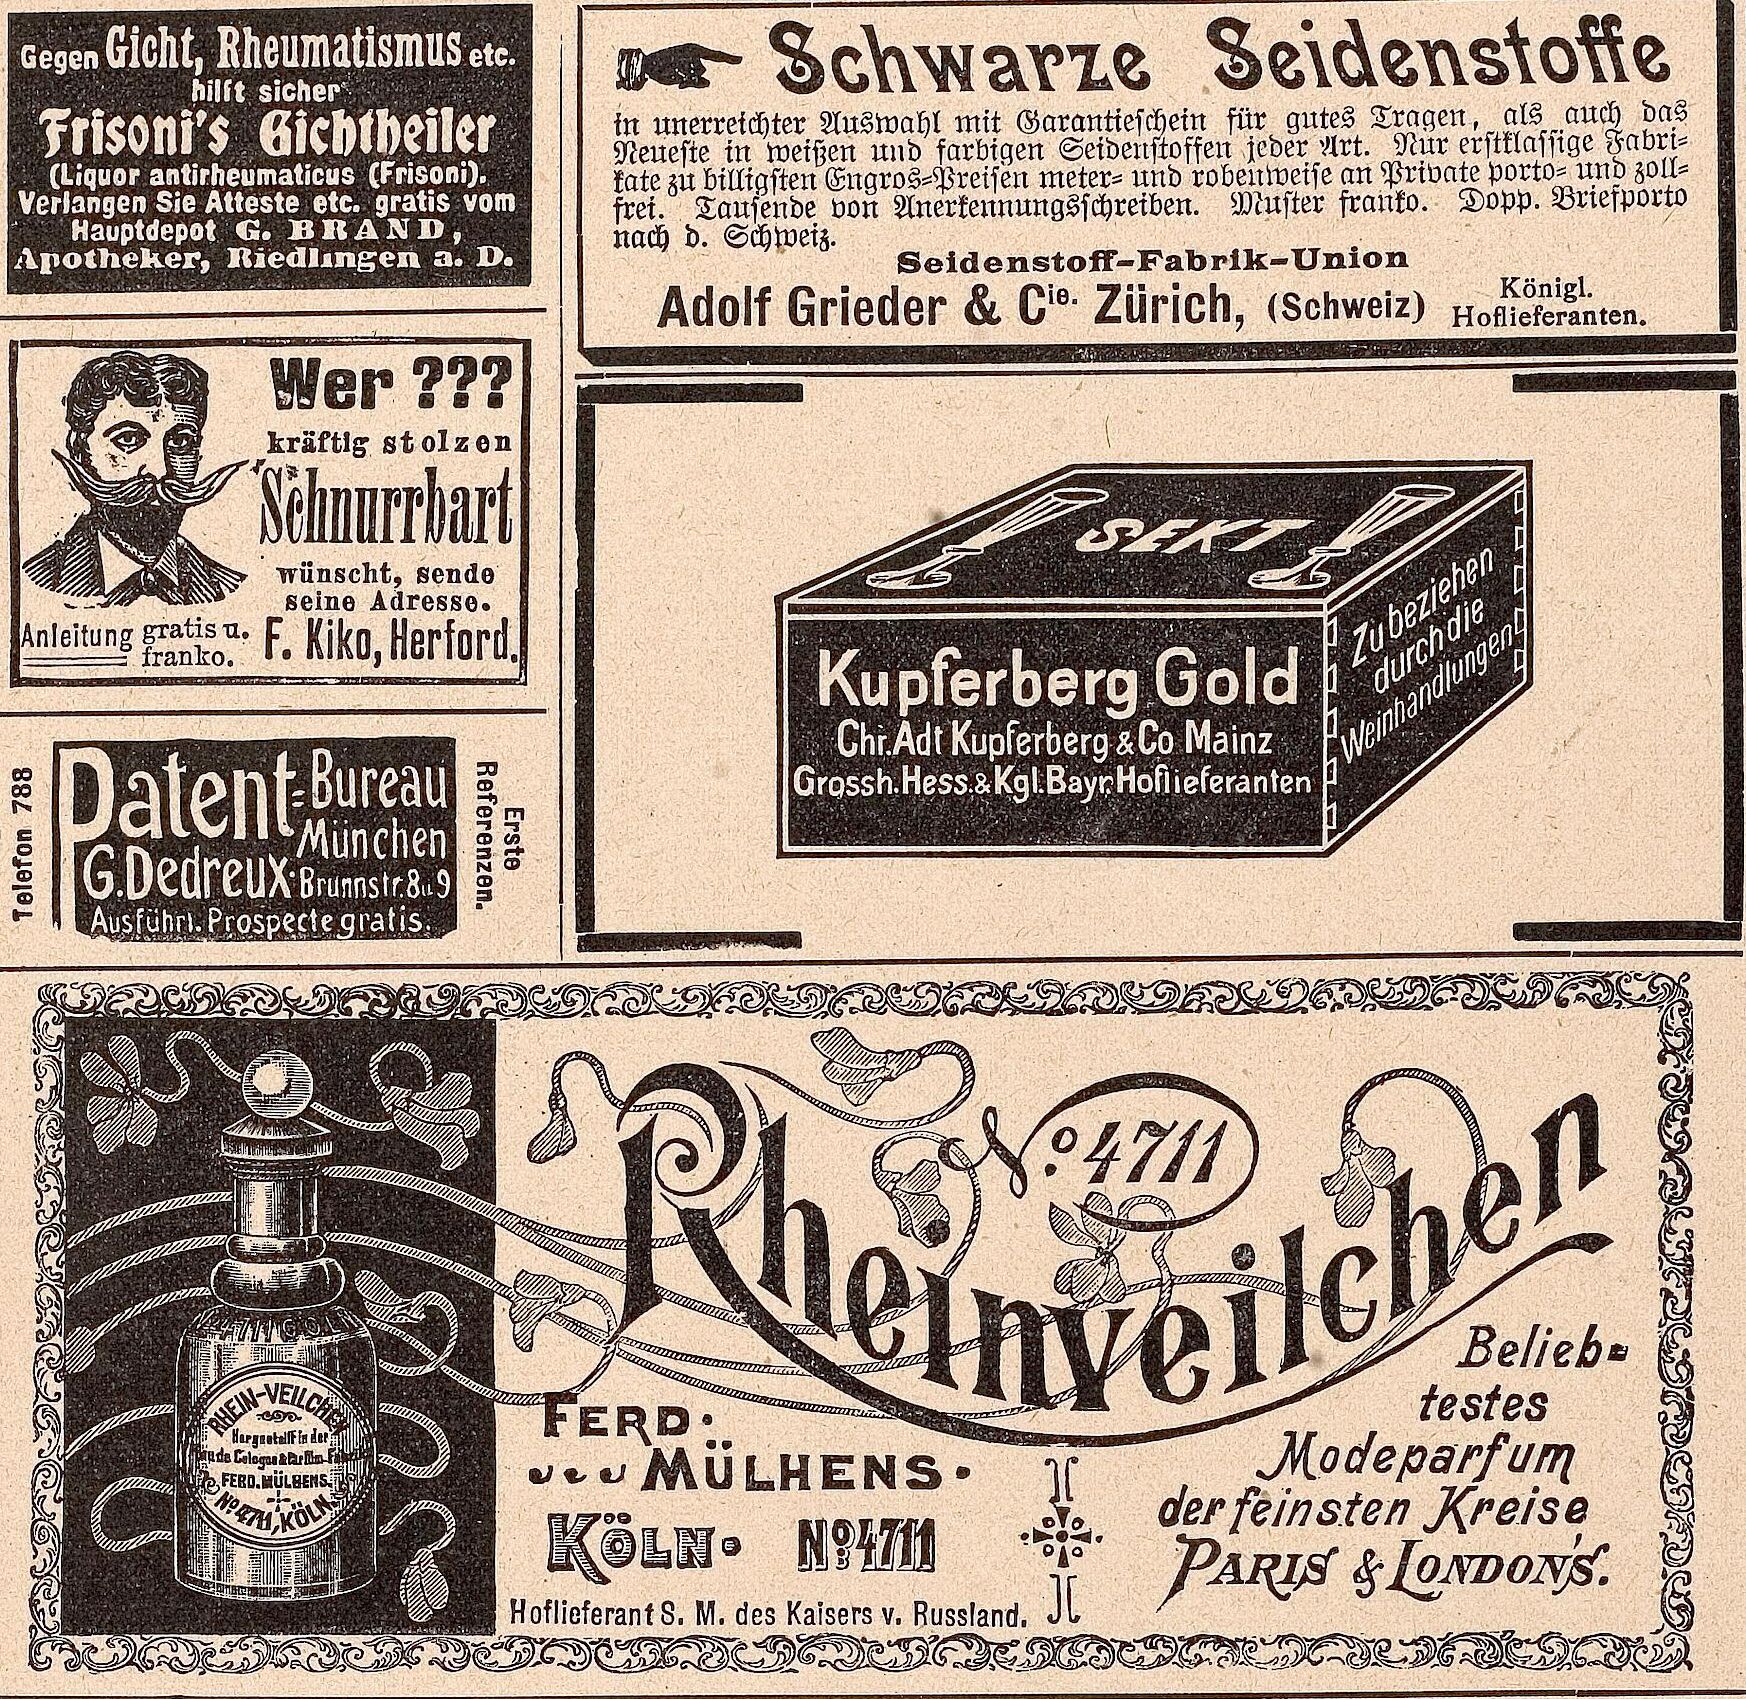 Gegen Gicht, Rheumatismus etc.
hilft sicher
Frisoni's Gichtheiler
(Liquor antirheumaticus (Frisoni).
Verlangen Sie Atteste etc. gratis vom
Hauptdepot G. BRAND,
Apotheker, Riedlingen a. D.
Wer ???
kräftig stolzen
Schnurrbart
wünscht, sende
seine Adresse.
Anleitung gratis u.
franko.
F. Kiko, Herford.
Telefon 788
Patent-Bureau
München
G. Dedreux. Brunnstr. 8 u 9
Ausführl. Prospecte gratis.
Erste
Referenzen.
Schwarze Seidenstoffe
in unerreichter Auswahl mit Garantieschein für gutes Tragen, als auch das
Neueste in weißen und farbigen Seidenstoffen jeder Art. Nur erstklassige Fabri-
kate zu billigsten Engros-Preisen meter- und robenweise an Private porto- und zoll-
frei. Tausende von Anerkennungsschreiben. Muster franko. Dopp. Briefporto
nach d. Schweiz.
Seidenstoff-Fabrik-Union
Adolf Grieder & Cie. Zürich, (Schweiz)
Königl.
Hoflieferanten.
SEKT
Kupferberg Gold
Chr. Adt Kupferberg & Co Mainz
Grossh. Hess. & Kgl. Bayr. Hoflieferanten
Zu beziehen
durch die
Weinhandlungen
No. 4711
Rheinveilchen
4711 CÖLN
RHEIN-VEILCHEN
Hergestellt in der
FERD. MÜLHENS.
No 4711, KÖLN
FERD.
MÜLHENS.
KÖLN. No 4711
Hoflieferant S. M. des Kaisers v. Russland.
Belieb-
testes
Modeparfum
der feinsten Kreise
PARIS & LONDON'S.